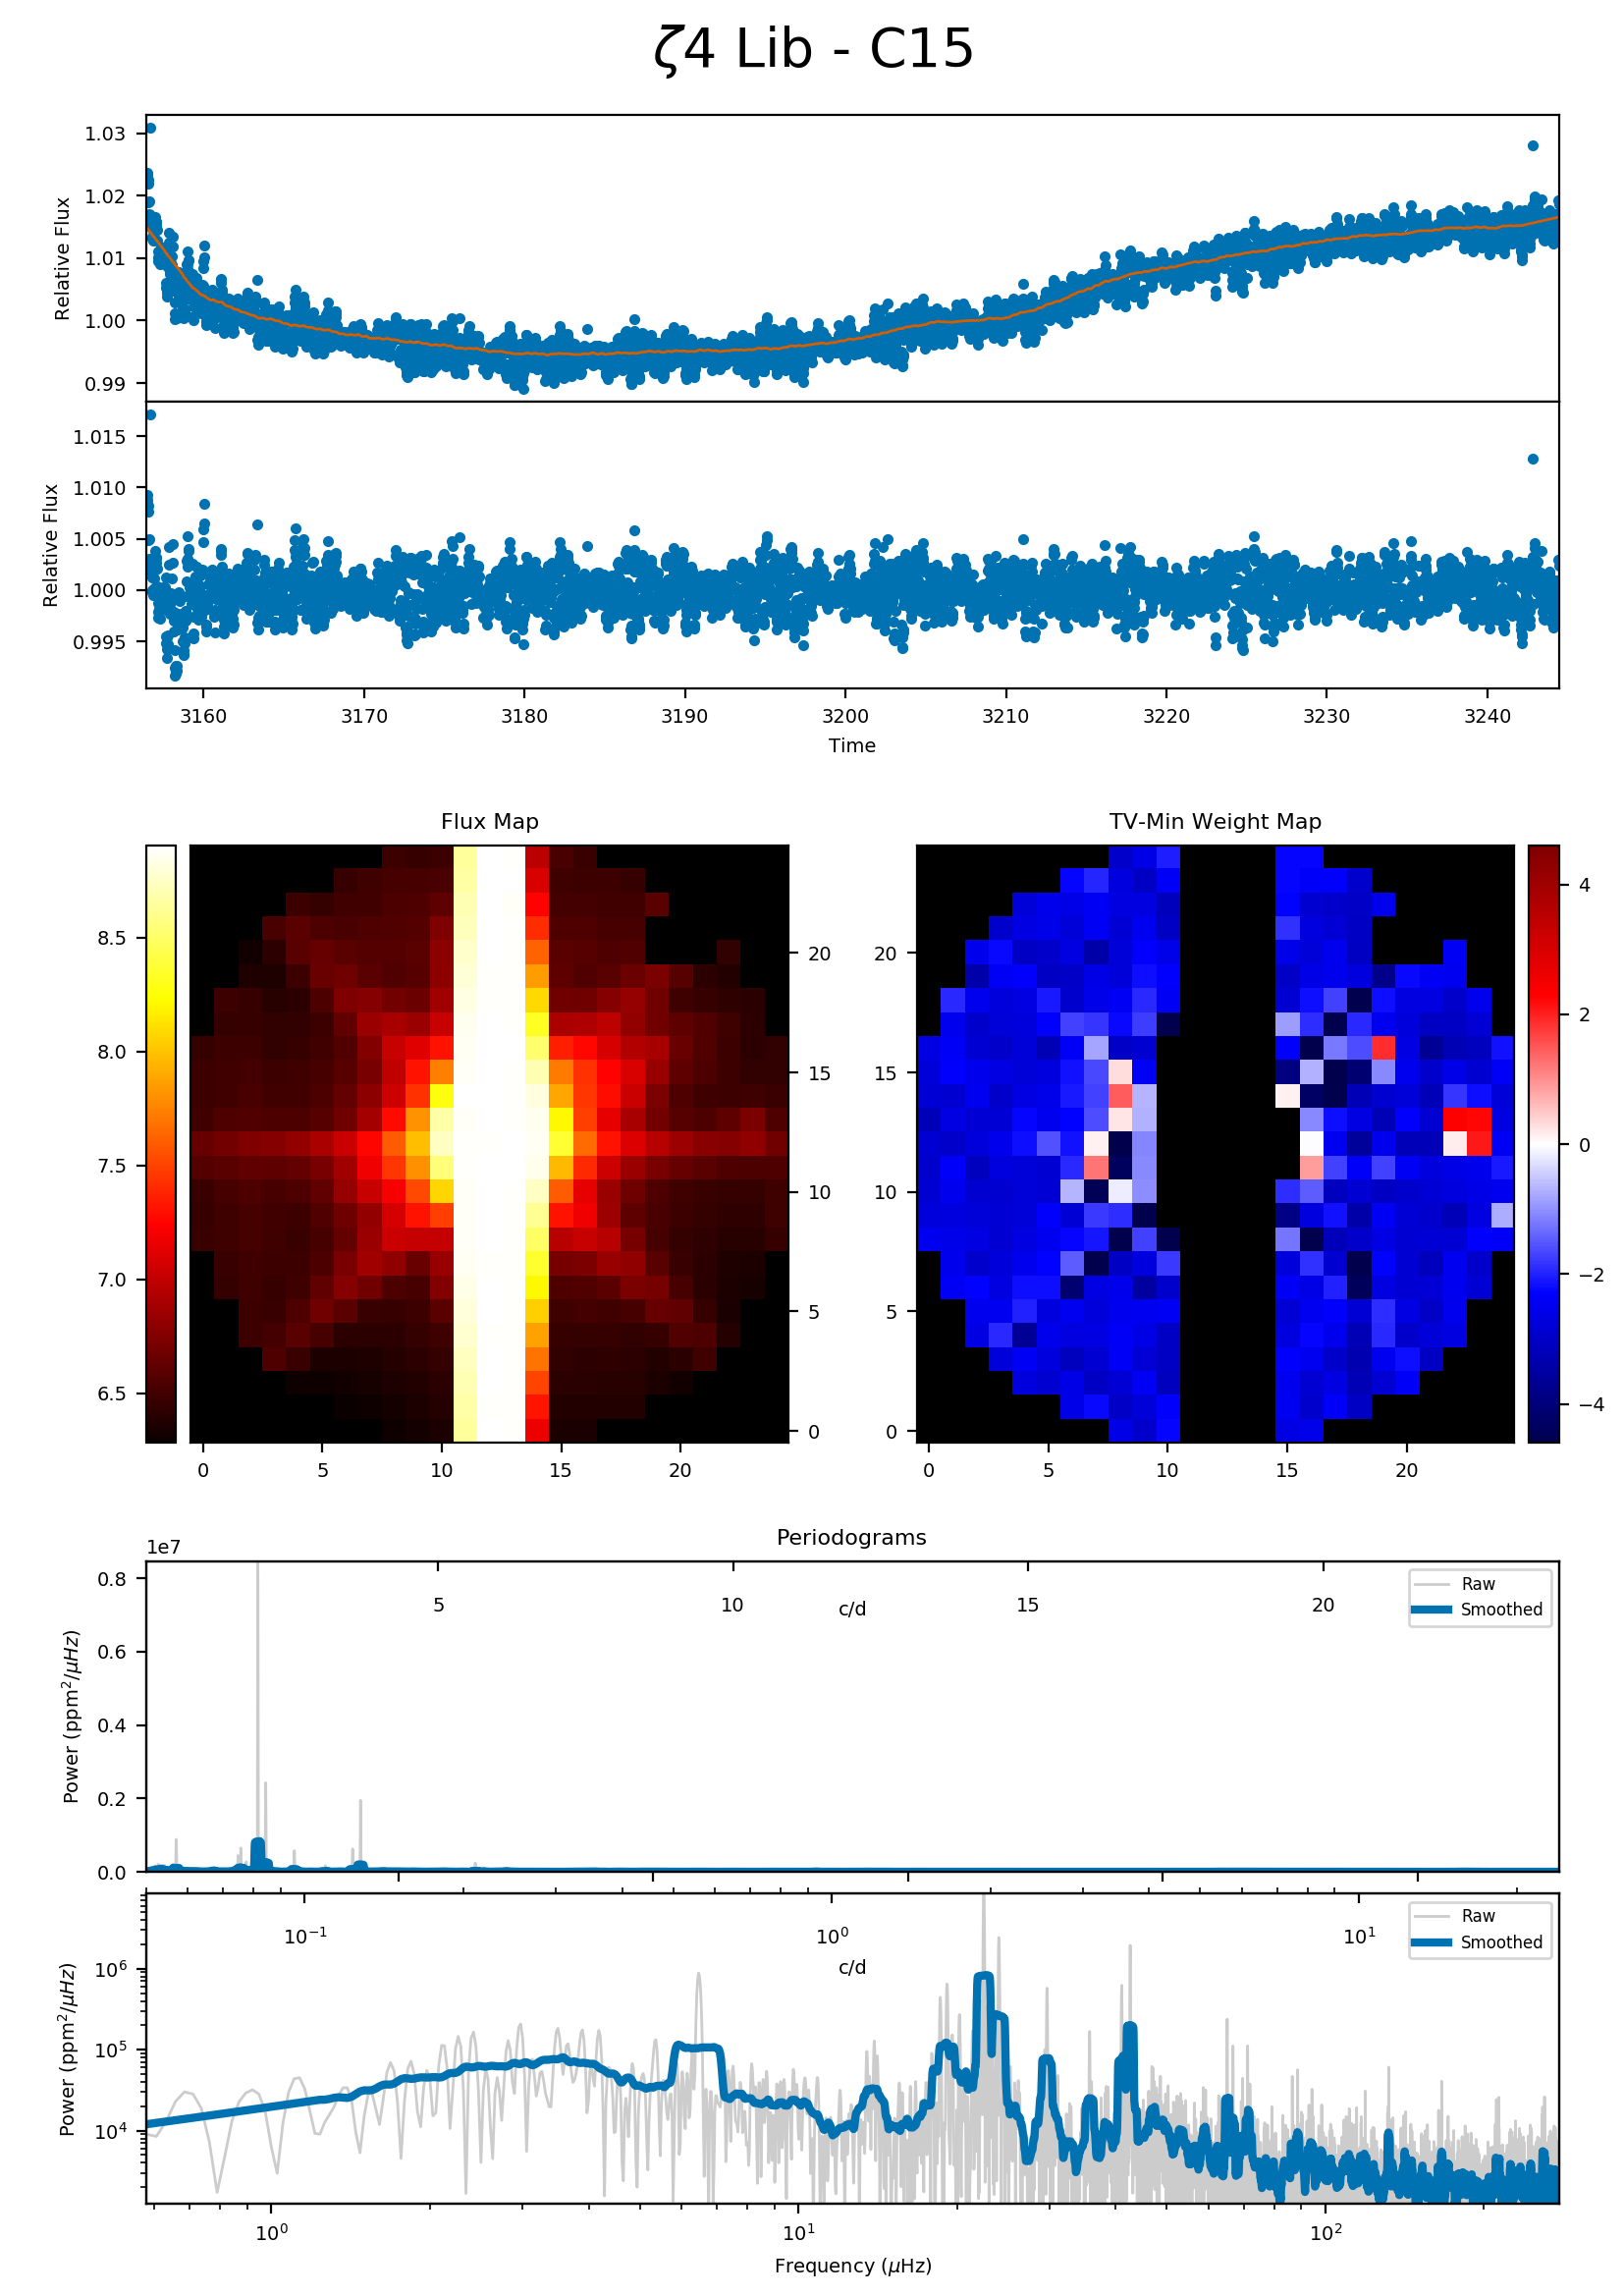 ζ4 Lib - C15
1.03
1.02
1.01
1.00
0.99
Relative Flux
1.015
1.010
1.005
1.000
0.995
Relative Flux
3160 3170 3180 3190 3200 3210 3220 3230 3240
Time
Flux Map
TV-Min Weight Map
8.5
8.0
7.5
7.0
6.5
20
15
10
5
0
0 5 10 15 20
20
15
10
5
0
0 5 10 15 20
4
2
0
−2
−4
Periodograms
1e7
0.8
0.6
0.4
0.2
0.0
Power (ppm²/μHz)
5 10 15 20
c/d
Raw
Smoothed
10⁻¹ 10⁰ 10¹
c/d
Raw
Smoothed
10⁶
10⁵
10⁴
Power (ppm²/μHz)
10⁰ 10¹ 10²
Frequency (μHz)